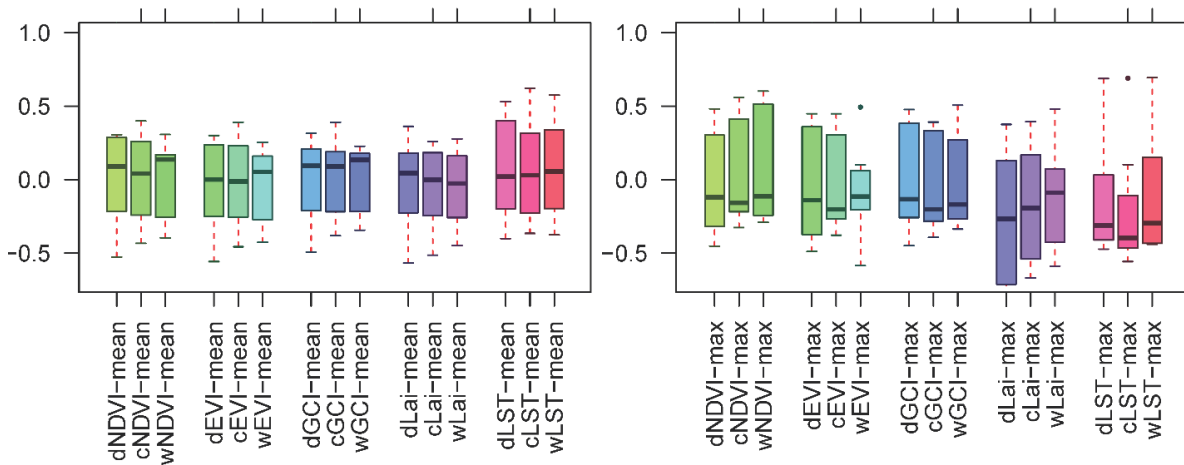 1.0
0.5
0.0
−0.5
dNDVI−mean
cNDVI−mean
wNDVI−mean
dEVI−mean
cEVI−mean
wEVI−mean
dGCI−mean
cGCI−mean
wGCI−mean
dLai−mean
cLai−mean
wLai−mean
dLST−mean
cLST−mean
wLST−mean
1.0
0.5
0.0
−0.5
dNDVI−max
cNDVI−max
wNDVI−max
dEVI−max
cEVI−max
wEVI−max
dGCI−max
cGCI−max
wGCI−max
dLai−max
cLai−max
wLai−max
dLST−max
cLST−max
wLST−max